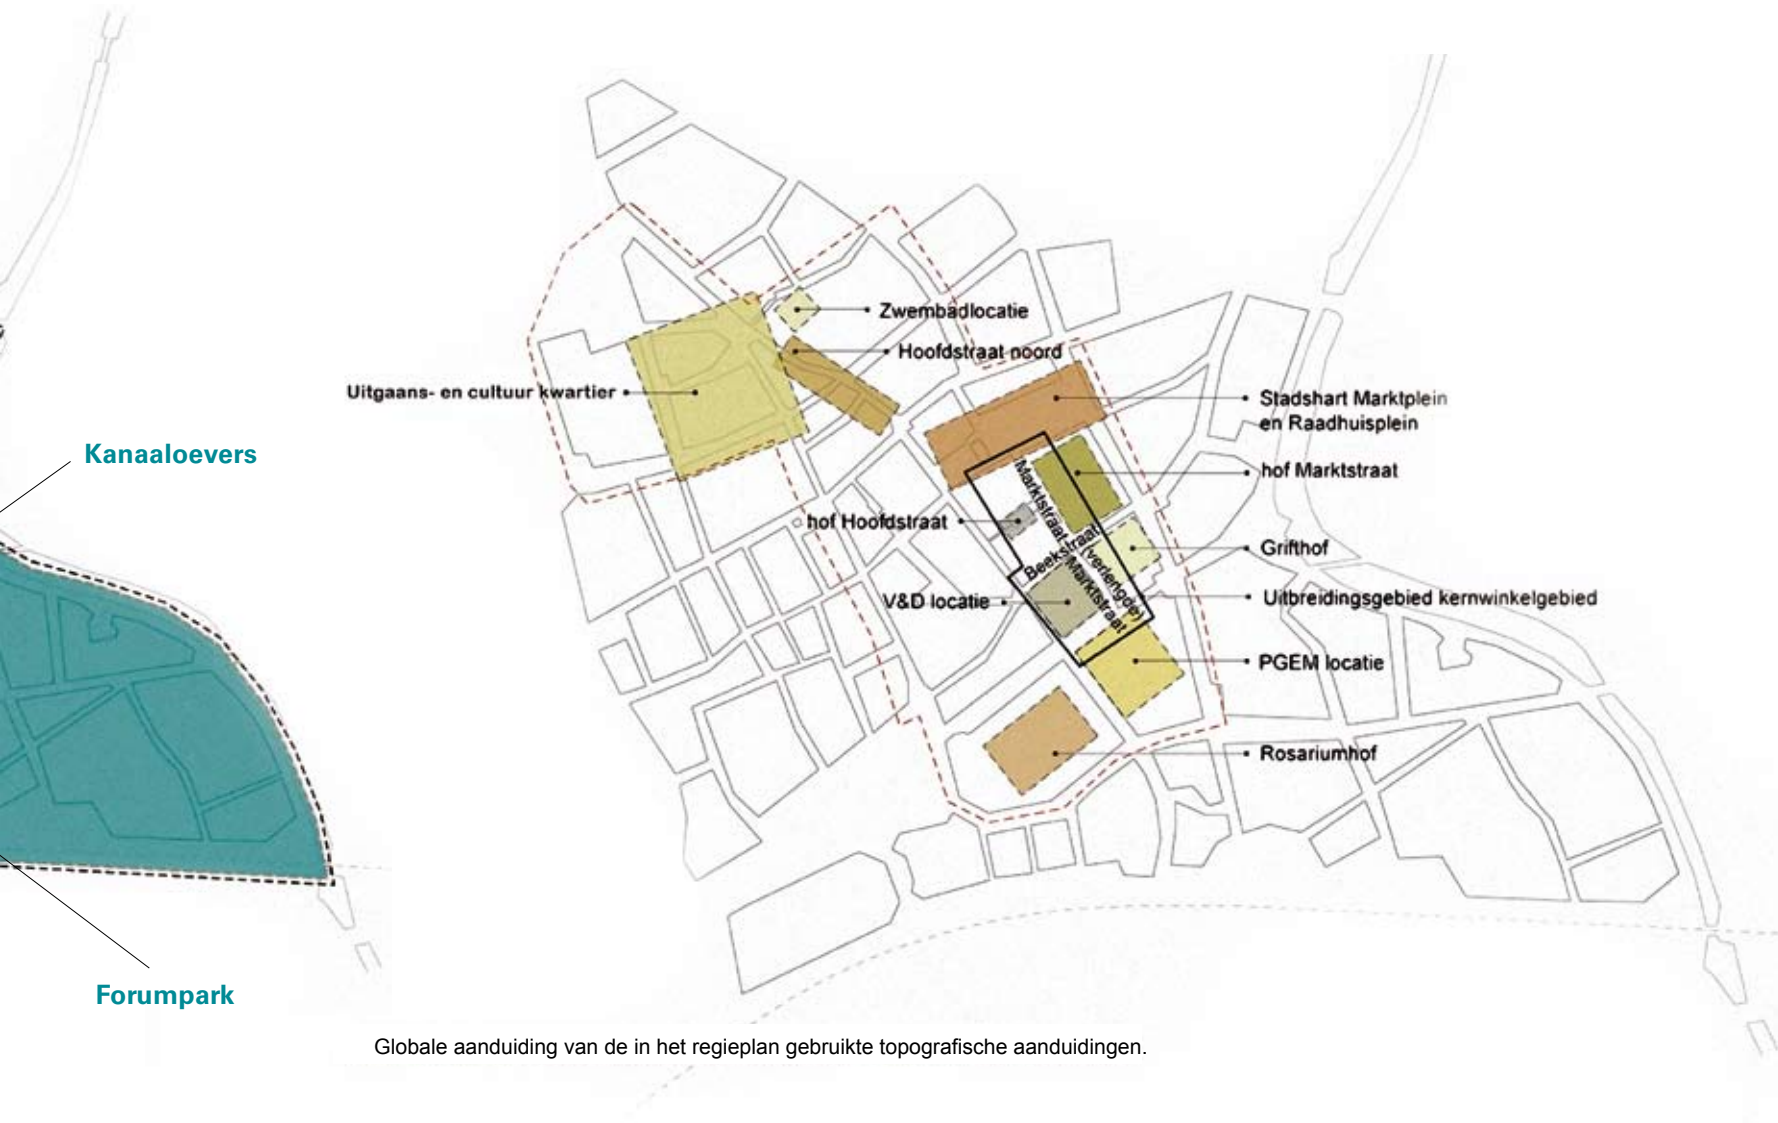 Zwembadlocatie
Hoofdstraat noord
Uitgaans- en cultuur kwartier
Stadshart Marktplein
en Raadhuisplein
Kanaaloevers
hof Marktstraat
Marktstraat
hof Hoofdstraat
Beekstraat
Grifthof
(verlengde)
Marktstraat
V&D locatie
Uitbreidingsgebied kernwinkelgebied
PGEM locatie
Rosariumhof
Forumpark
Globale aanduiding van de in het regieplan gebruikte topografische aanduidingen.